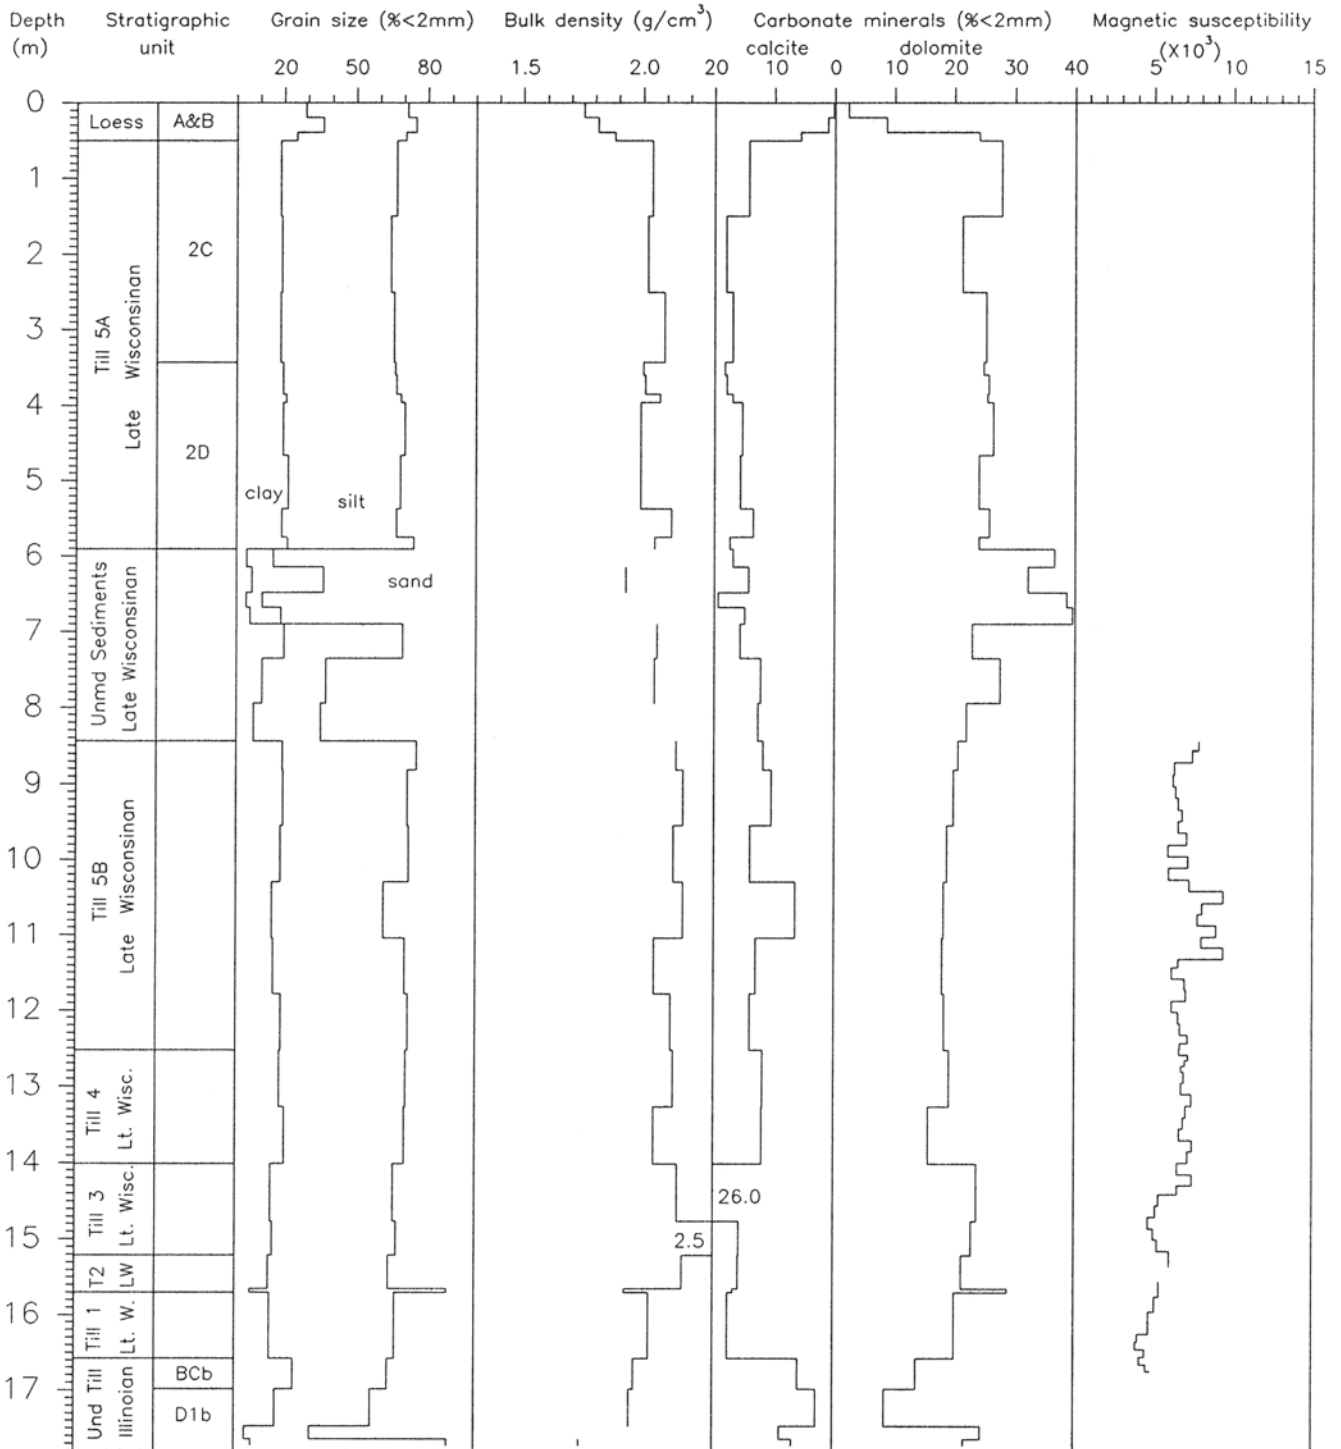 Depth Stratigraphic Grain size (%<2mm) Bulk density (g/cm³) Carbonate minerals (%<2mm) Magnetic susceptibility
(m) unit calcite dolomite (X10³)
20 50 80 1.5 2.0 20 10 0 10 20 30 40 5 10 15
0
Loess A&B
1
2
2C
3
Till 5A
Late Wisconsinan
4
2D
5
clay silt
6
sand
Unmd Sediments
Late Wisconsinan
7
8
9
10
Till 5B
Late Wisconsinan
11
12
13
Till 4
Lt. Wisc.
14
Till 3
Lt. Wisc.
26.0
15
2.5
T2
LW
16
Till 1
Lt. W.
17
Und Till
Illinoian
BCb
D1b